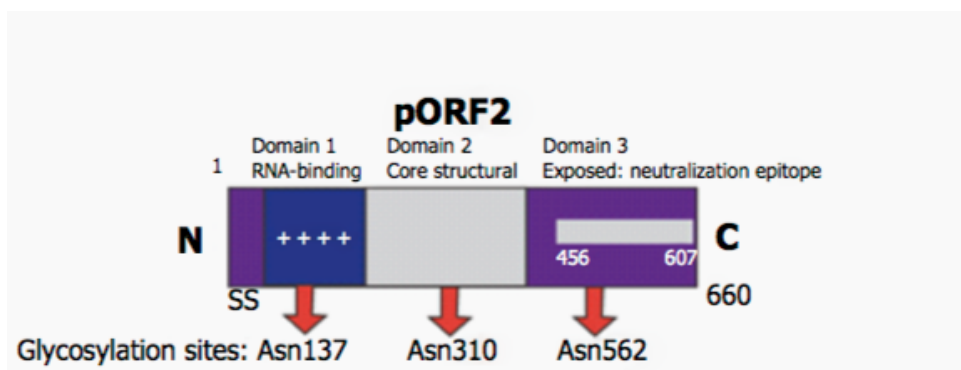 pORF2
Domain 1 Domain 2 Domain 3
1 RNA-binding Core structural Exposed: neutralization epitope
N ++++ C
456 607
SS 660
Glycosylation sites: Asn137 Asn310 Asn562